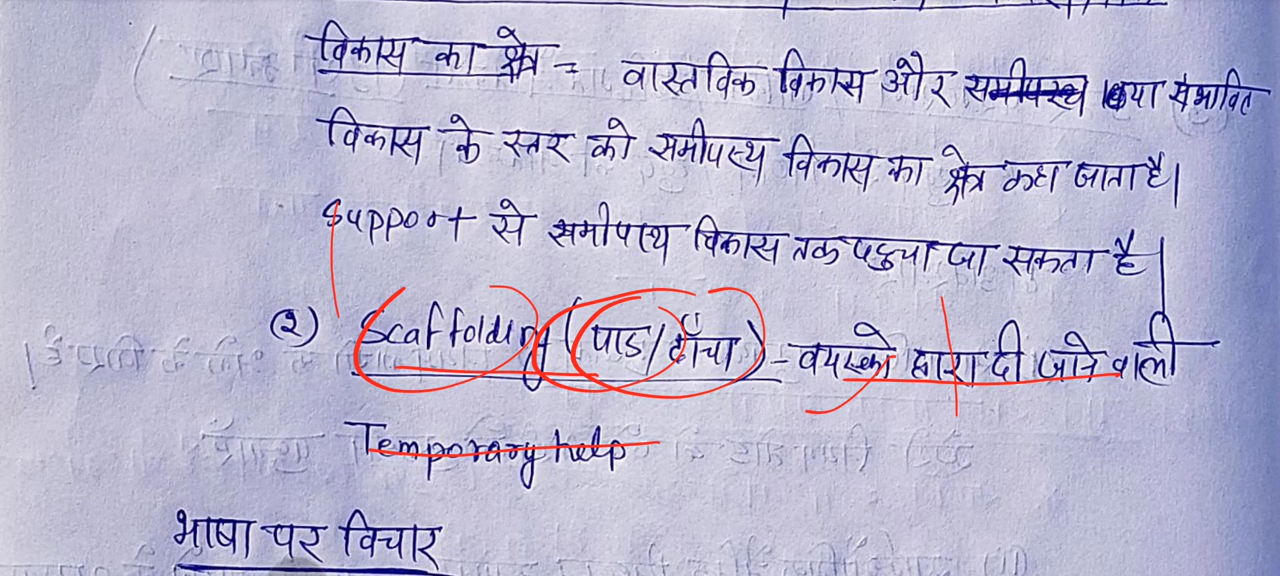 विकास का क्षेत्र = वास्तविक विकास और समीपस्थ या संभावित
विकास के स्तर को समीपस्थ विकास का क्षेत्र कहा जाता है।
Support से समीपस्थ विकास तक पहुचा जा सकता है।
(२) Scaffolding (पाड/ढाँचा) - वयस्को द्वारा दी जाने वाली
Temporary help
भाषा पर विचार